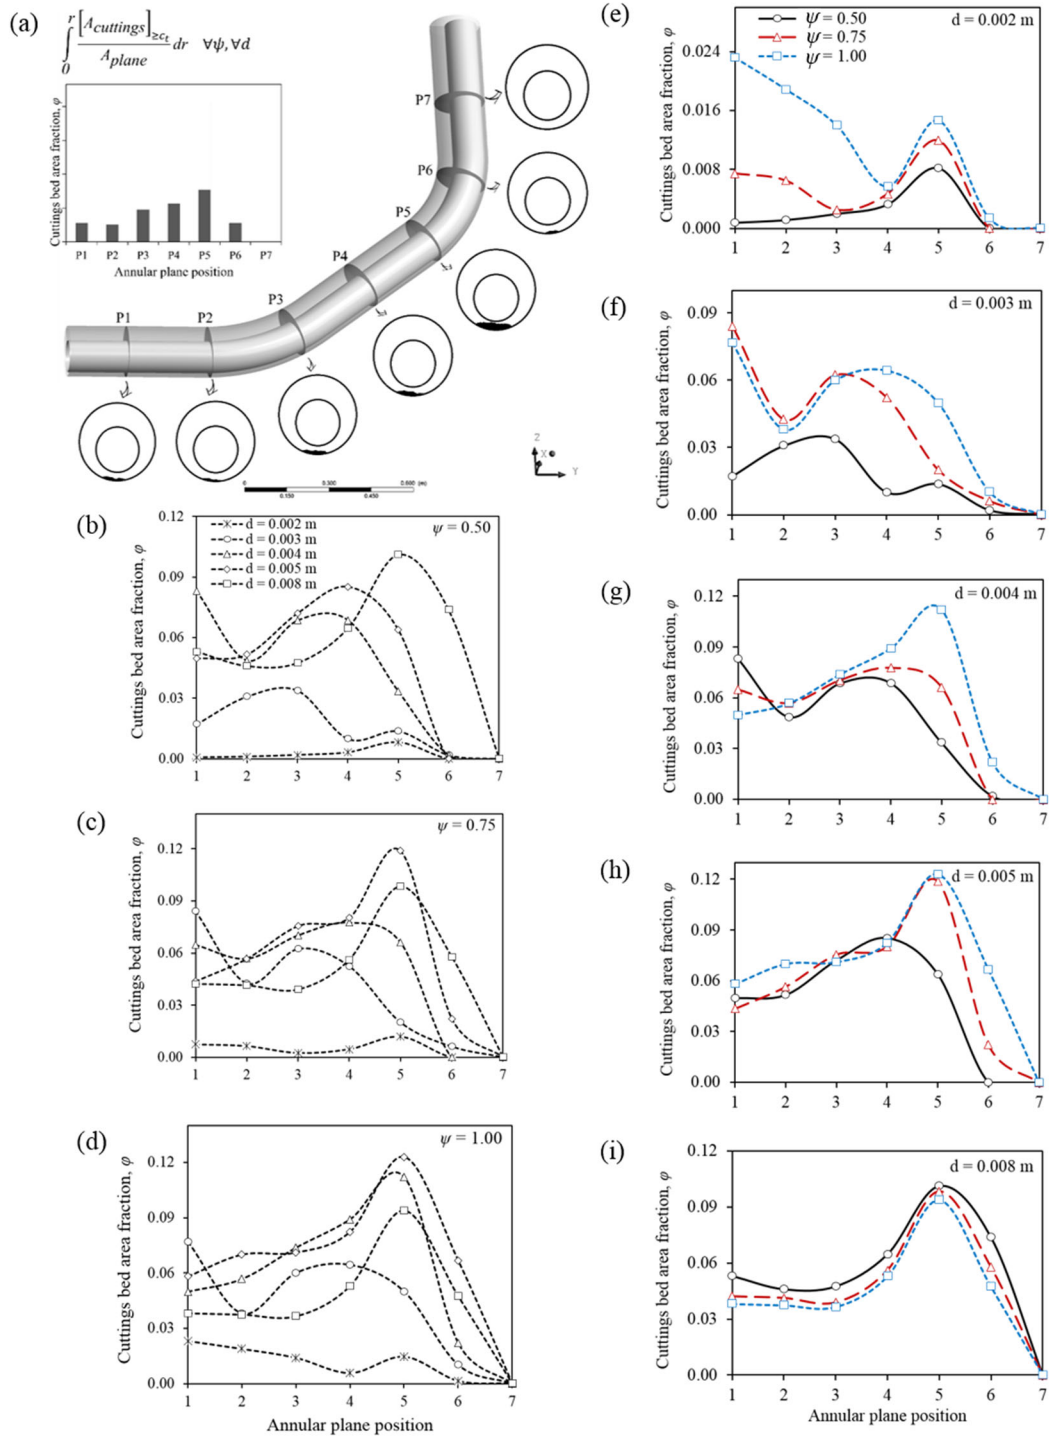 (a)
∫₀ʳ [A_cuttings]_≥c_t / A_plane dr ∀ψ, ∀d
Cuttings bed area fraction, φ
P1 P2 P3 P4 P5 P6 P7
Annular plane position
P1
P2
P3
P4
P5
P6
P7
0 0.300 0.600 (m)
0.150 0.450
Z
X
Y
(b)
ψ = 0.50
d = 0.002 m
d = 0.003 m
d = 0.004 m
d = 0.005 m
d = 0.008 m
Cuttings bed area fraction, φ
0.12
0.09
0.06
0.03
0.00
1 2 3 4 5 6 7
(c)
ψ = 0.75
Cuttings bed area fraction, φ
0.12
0.09
0.06
0.03
0.00
1 2 3 4 5 6 7
(d)
ψ = 1.00
Cuttings bed area fraction, φ
0.12
0.09
0.06
0.03
0.00
1 2 3 4 5 6 7
Annular plane position
(e)
d = 0.002 m
ψ = 0.50
ψ = 0.75
ψ = 1.00
Cuttings bed area fraction, φ
0.024
0.016
0.008
0.000
1 2 3 4 5 6 7
(f)
d = 0.003 m
Cuttings bed area fraction, φ
0.09
0.06
0.03
0.00
1 2 3 4 5 6 7
(g)
d = 0.004 m
Cuttings bed area fraction, φ
0.12
0.09
0.06
0.03
0.00
1 2 3 4 5 6 7
(h)
d = 0.005 m
Cuttings bed area fraction, φ
0.12
0.09
0.06
0.03
0.00
1 2 3 4 5 6 7
(i)
d = 0.008 m
Cuttings bed area fraction, φ
0.12
0.09
0.06
0.03
0.00
1 2 3 4 5 6 7
Annular plane position